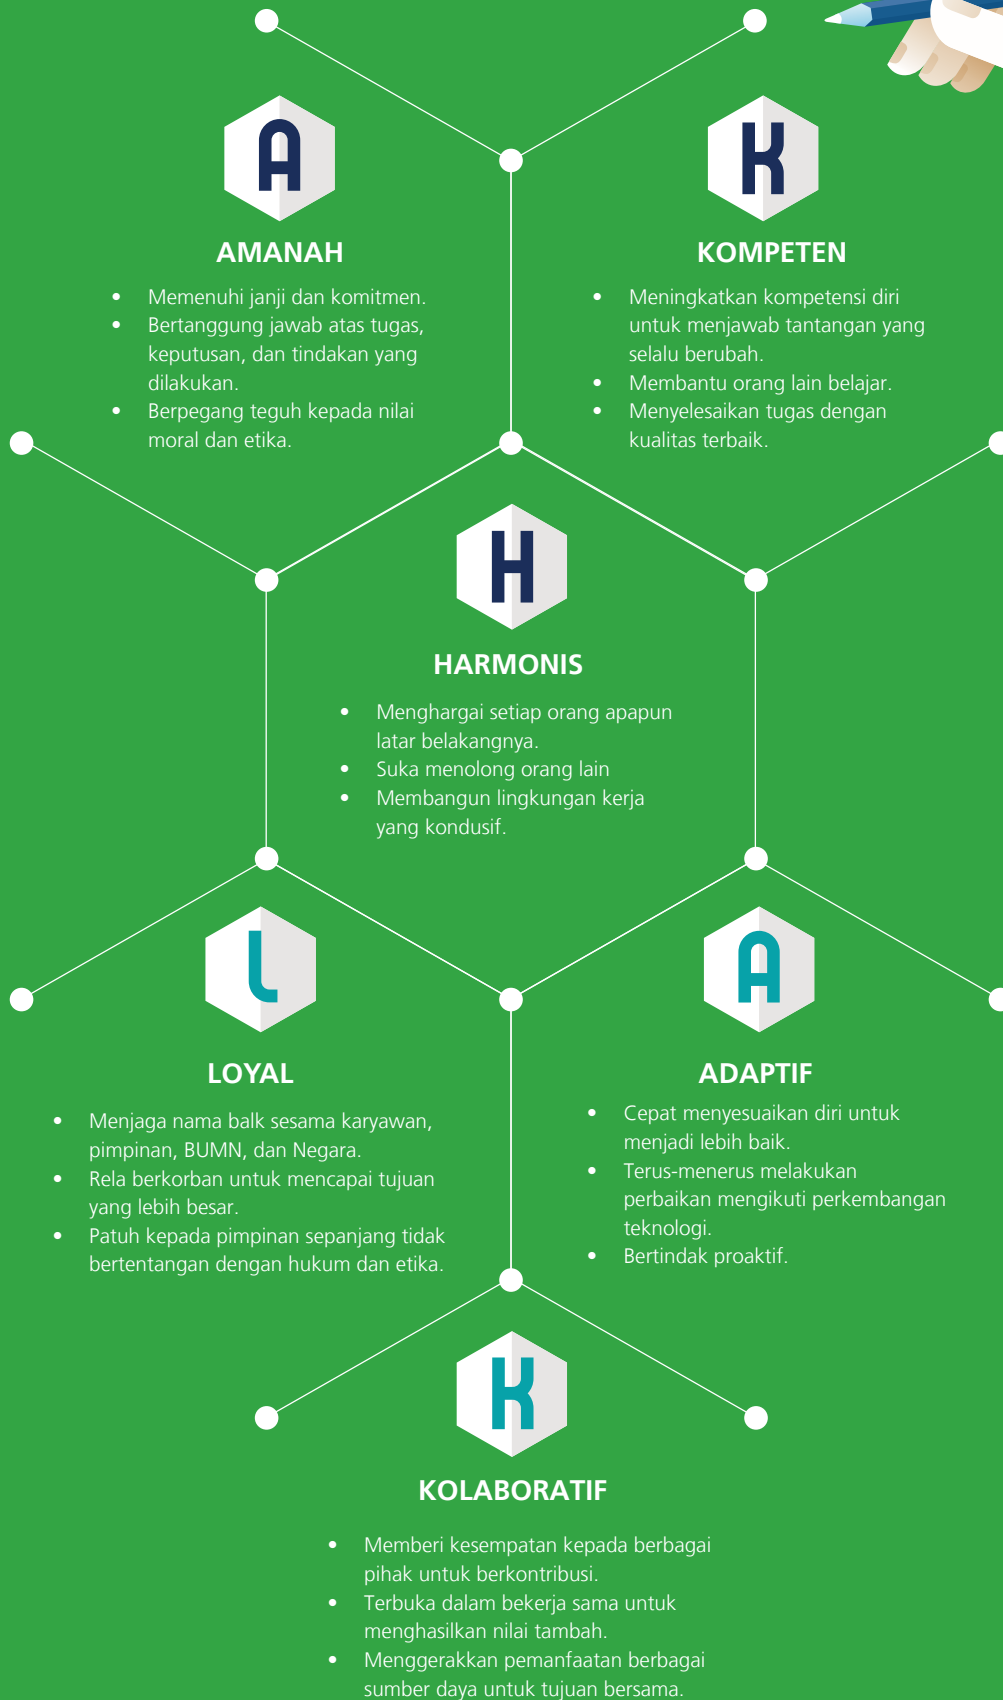 A
AMANAH
• Memenuhi janji dan komitmen.
• Bertanggung jawab atas tugas,
keputusan, dan tindakan yang
dilakukan.
• Berpegang teguh kepada nilai
moral dan etika.
K
KOMPETEN
• Meningkatkan kompetensi diri
untuk menjawab tantangan yang
selalu berubah.
• Membantu orang lain belajar.
• Menyelesaikan tugas dengan
kualitas terbaik.
H
HARMONIS
• Menghargai setiap orang apapun
latar belakangnya.
• Suka menolong orang lain
• Membangun lingkungan kerja
yang kondusif.
L
LOYAL
• Menjaga nama balk sesama karyawan,
pimpinan, BUMN, dan Negara.
• Rela berkorban untuk mencapai tujuan
yang lebih besar.
• Patuh kepada pimpinan sepanjang tidak
bertentangan dengan hukum dan etika.
A
ADAPTIF
• Cepat menyesuaikan diri untuk
menjadi lebih baik.
• Terus-menerus melakukan
perbaikan mengikuti perkembangan
teknologi.
• Bertindak proaktif.
K
KOLABORATIF
• Memberi kesempatan kepada berbagai
pihak untuk berkontribusi.
• Terbuka dalam bekerja sama untuk
menghasilkan nilai tambah.
• Menggerakkan pemanfaatan berbagai
sumber daya untuk tujuan bersama.